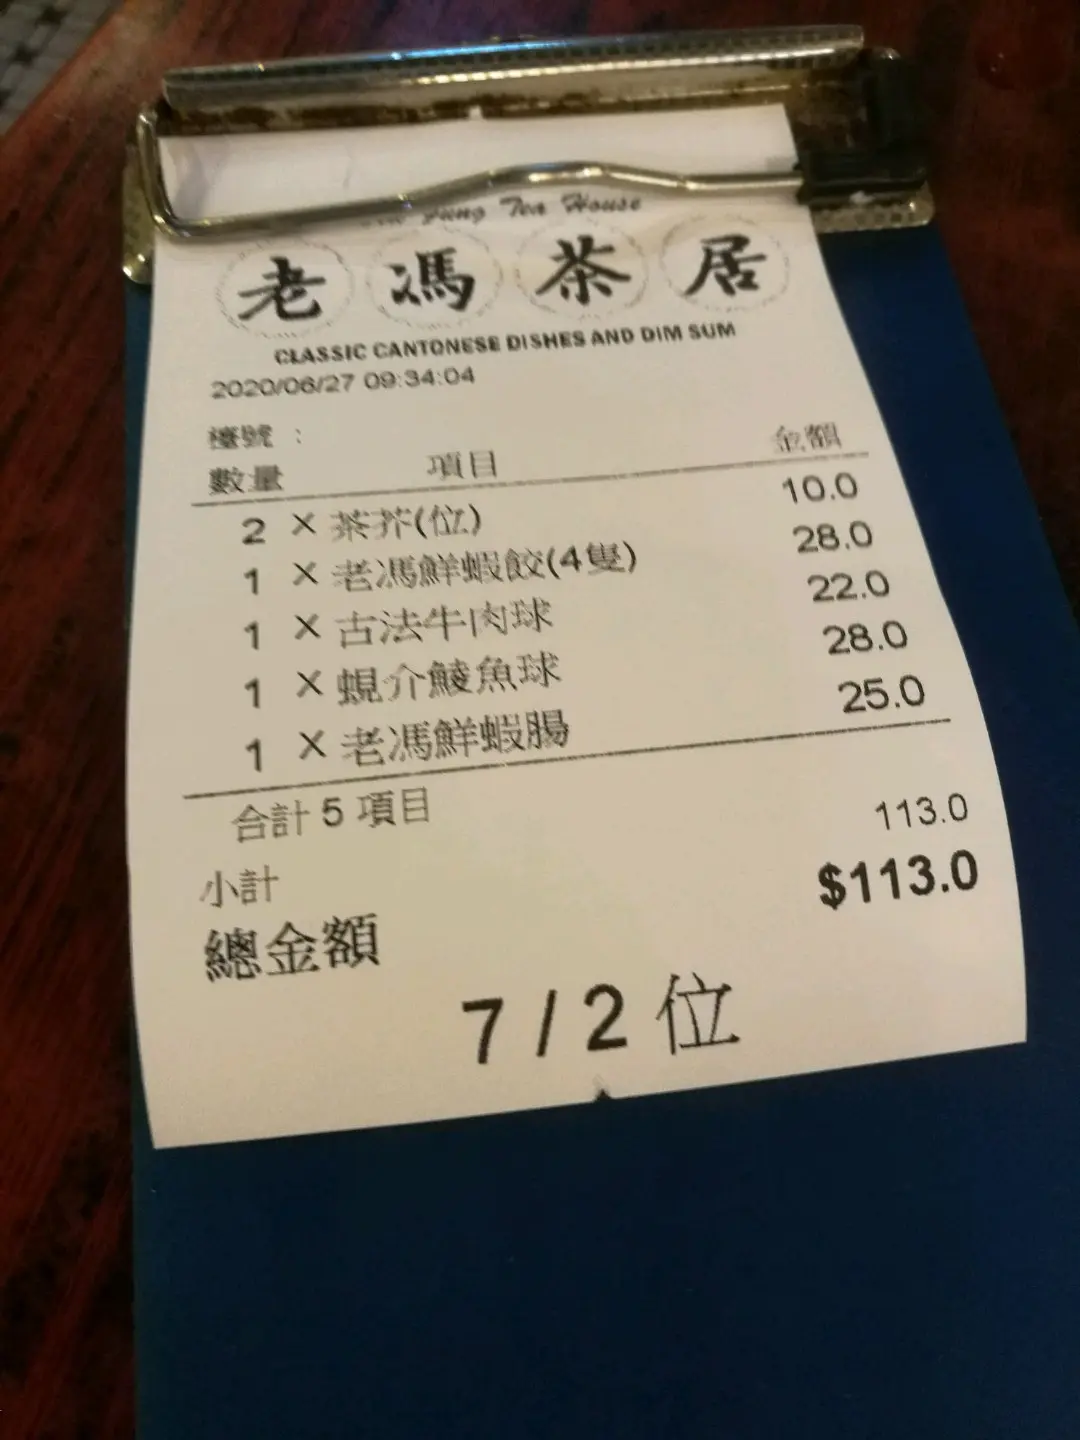 Fung Tea House
老馮茶居
CLASSIC CANTONESE DISHES AND DIM SUM
2020/06/27 09:34:04
檯號 :
數量 項目 金額
2 × 茶芥(位) 10.0
1 × 老馮鮮蝦餃(4隻) 28.0
1 × 古法牛肉球 22.0
1 × 蜆介鯪魚球 28.0
1 × 老馮鮮蝦腸 25.0
合計 5 項目
小計 113.0
總金額 $113.0
7 / 2 位